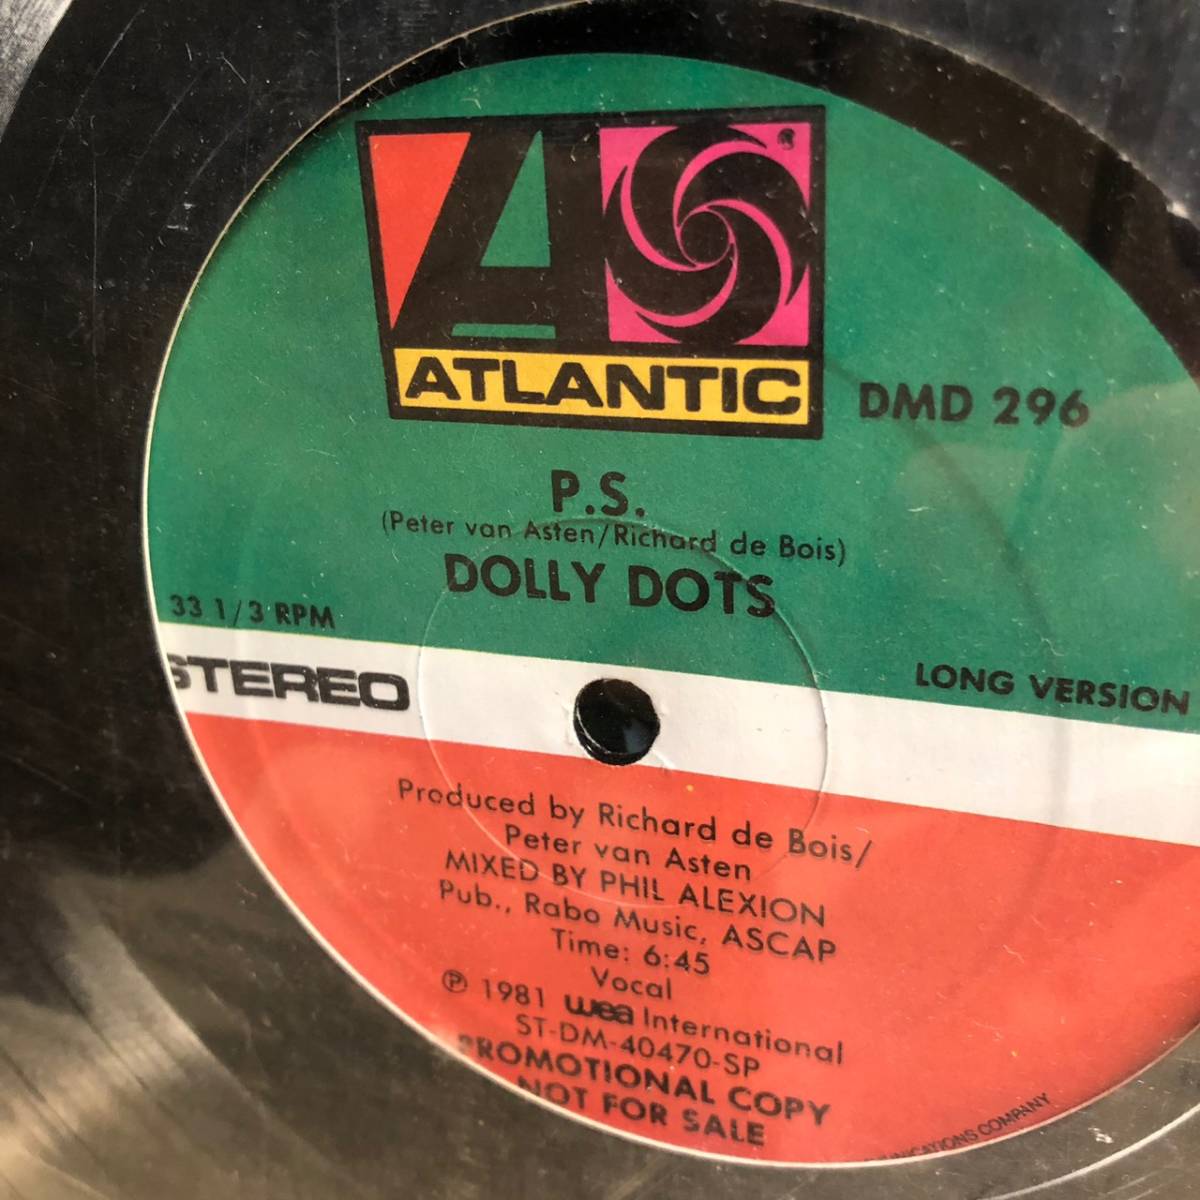 ATLANTIC
®
DMD 296
P.S.
(Peter van Asten/Richard de Bois)
DOLLY DOTS
33 1/3 RPM
STEREO
LONG VERSION
Produced by Richard de Bois/
Peter van Asten
MIXED BY PHIL ALEXION
Pub., Rabo Music, ASCAP
Time: 6:45
Vocal
℗ 1981 wea International
ST-DM-40470-SP
PROMOTIONAL COPY
NOT FOR SALE
COMPANY